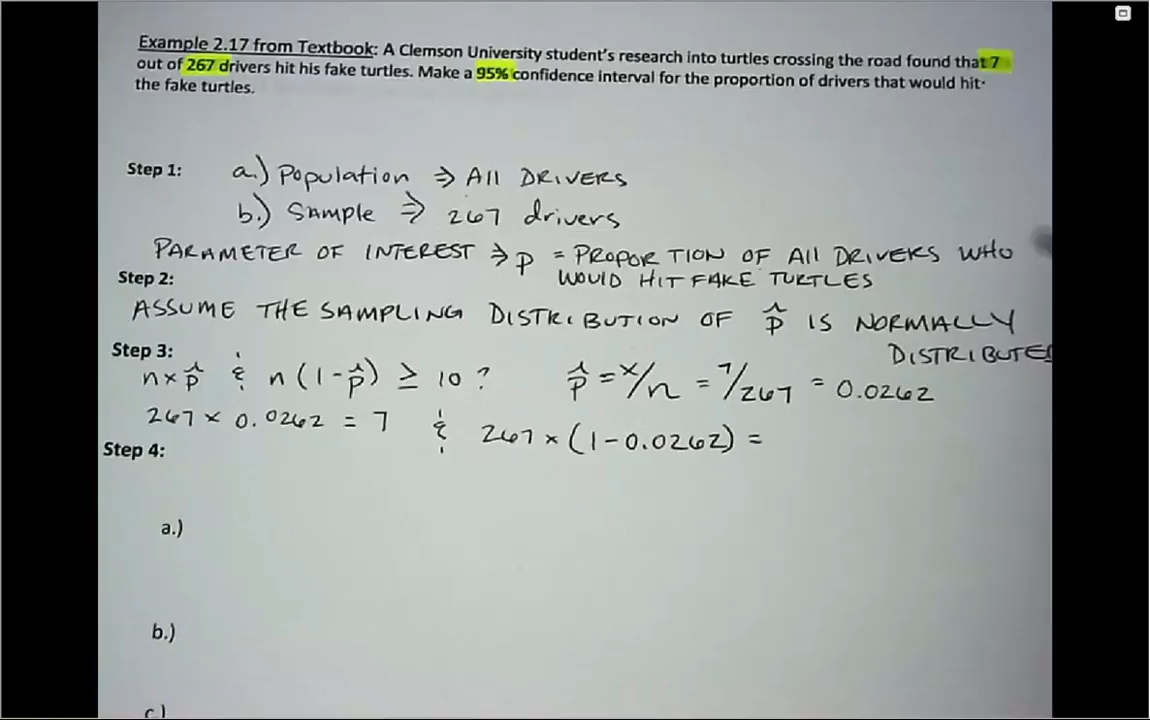 Example 2.17 from Textbook: A Clemson University student's research into turtles crossing the road found that 7
out of 267 drivers hit his fake turtles. Make a 95% confidence interval for the proportion of drivers that would hit
the fake turtles.
Step 1: a.) Population ⇒ All DRIVERS
b.) Sample ⇒ 267 drivers
PARAMETER OF INTEREST ⇒ p = PROPORTION OF All DRIVERS WHO
WOULD HIT FAKE TURTLES
Step 2:
ASSUME THE SAMPLING DISTRIBUTION OF p̂ IS NORMALLY
DISTRIBUTED
Step 3:
n × p̂ & n(1-p̂) ≥ 10? p̂ = x/n = 7/267 = 0.0262
267 × 0.0262 = 7 & 267 × (1-0.0262) =
Step 4:
a.)
b.)
c.)